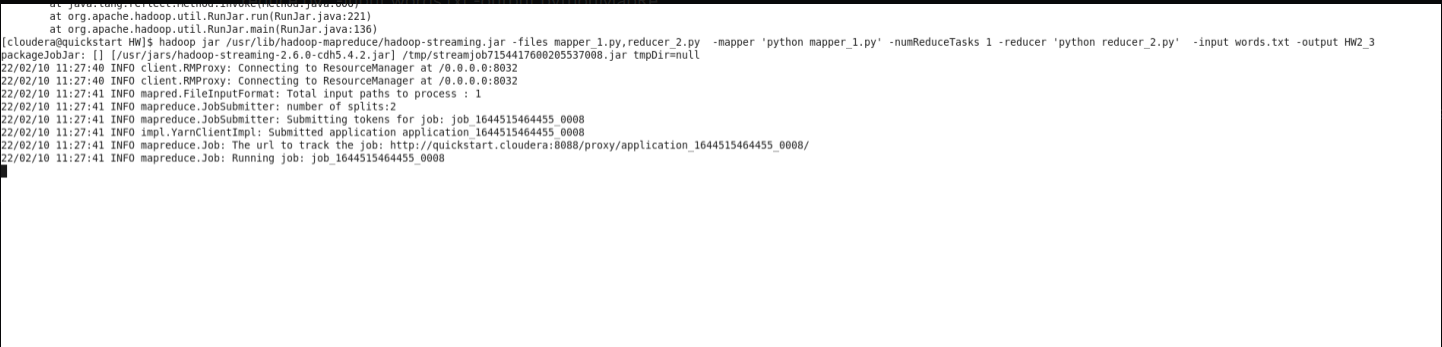 at java.lang.reflect.Method.invoke(Method.java:606)
at org.apache.hadoop.util.RunJar.run(RunJar.java:221)
at org.apache.hadoop.util.RunJar.main(RunJar.java:136)
[cloudera@quickstart HW]$ hadoop jar /usr/lib/hadoop-mapreduce/hadoop-streaming.jar -files mapper_1.py,reducer_2.py  -mapper 'python mapper_1.py' -numReduceTasks 1 -reducer 'python reducer_2.py'  -input words.txt -output HW2_3
packageJobJar: [] [/usr/jars/hadoop-streaming-2.6.0-cdh5.4.2.jar] /tmp/streamjob7154417600205537008.jar tmpDir=null
22/02/10 11:27:40 INFO client.RMProxy: Connecting to ResourceManager at /0.0.0.0:8032
22/02/10 11:27:40 INFO client.RMProxy: Connecting to ResourceManager at /0.0.0.0:8032
22/02/10 11:27:41 INFO mapred.FileInputFormat: Total input paths to process : 1
22/02/10 11:27:41 INFO mapreduce.JobSubmitter: number of splits:2
22/02/10 11:27:41 INFO mapreduce.JobSubmitter: Submitting tokens for job: job_1644515464455_0008
22/02/10 11:27:41 INFO impl.YarnClientImpl: Submitted application application_1644515464455_0008
22/02/10 11:27:41 INFO mapreduce.Job: The url to track the job: http://quickstart.cloudera:8088/proxy/application_1644515464455_0008/
22/02/10 11:27:41 INFO mapreduce.Job: Running job: job_1644515464455_0008